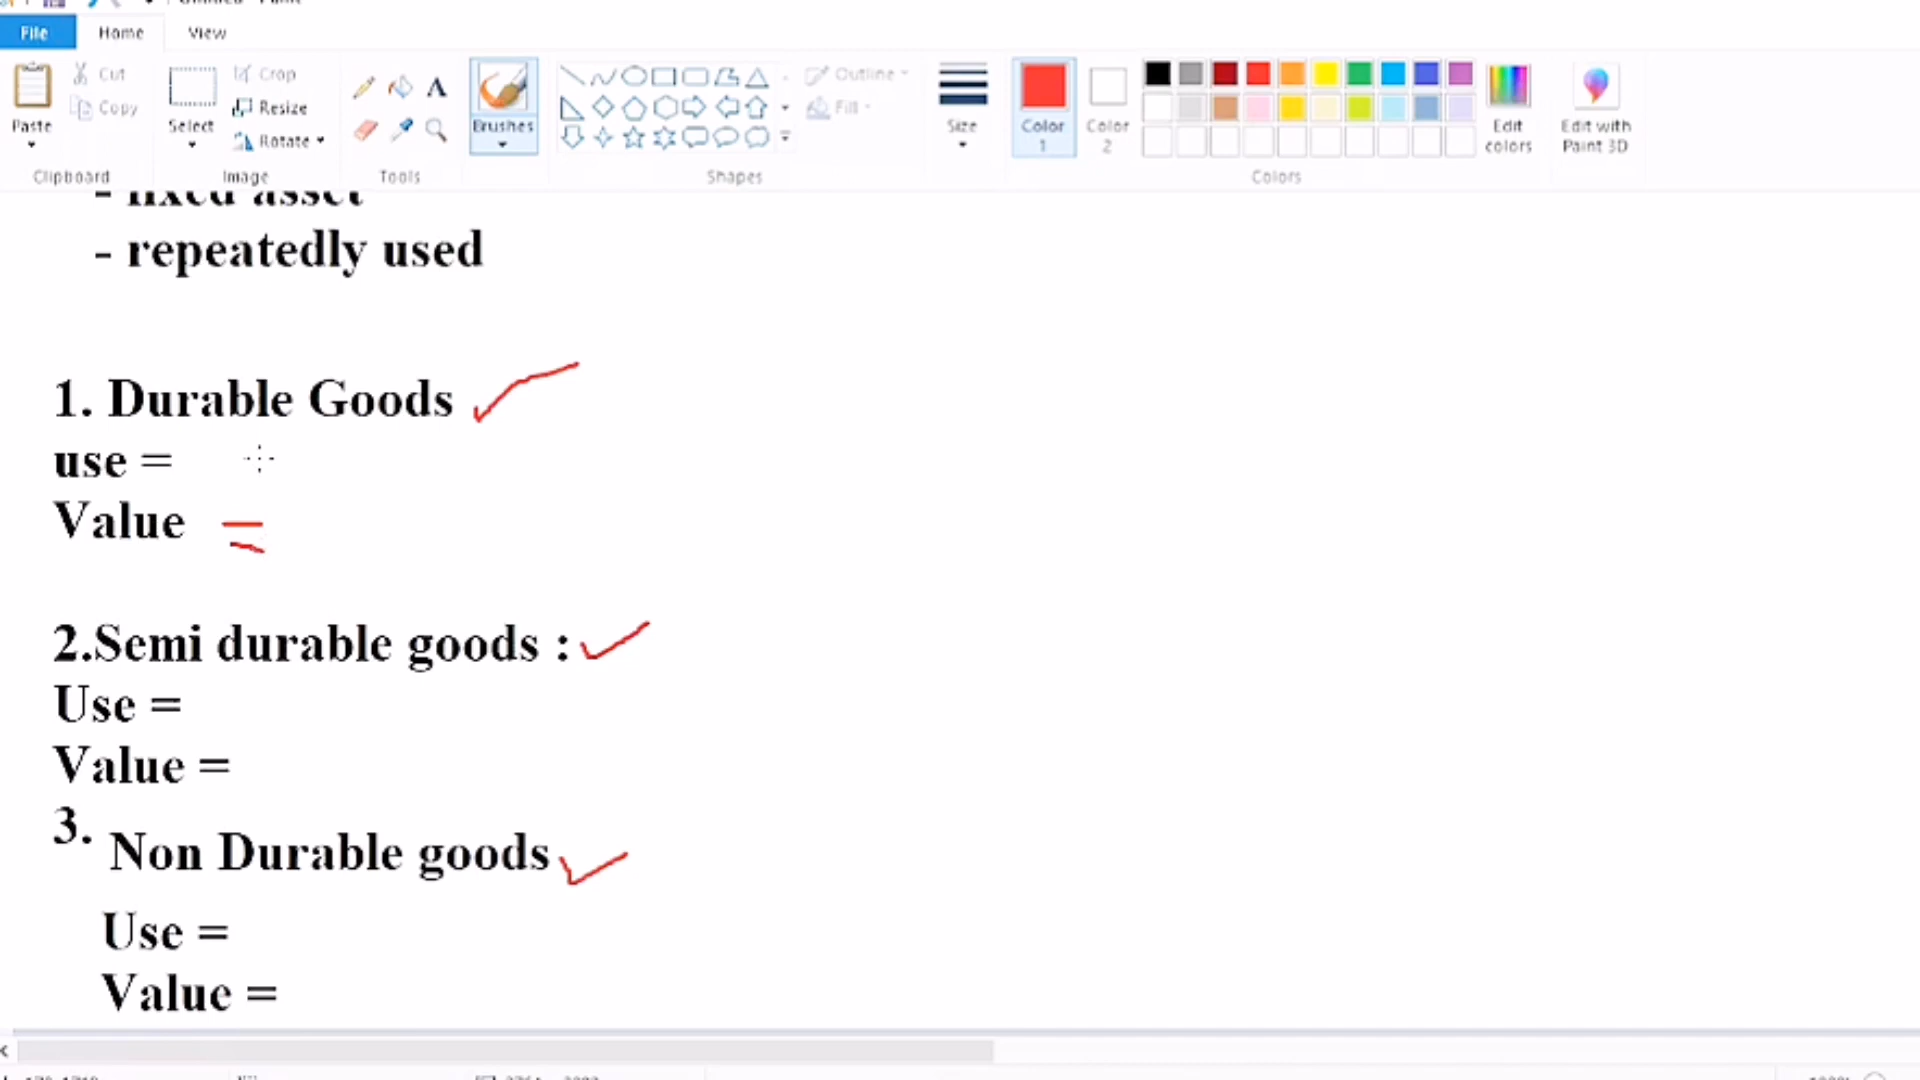 File Home View
Paste Cut Copy Select Crop Resize Rotate Brushes Outline Fill Size Color 1 Color 2 Edit colors Edit with Paint 3D
Clipboard Image Tools Shapes Colors
- fixed asset
- repeatedly used
1. Durable Goods
use =
Value =
2.Semi durable goods :
Use =
Value =
3. Non Durable goods
Use =
Value =